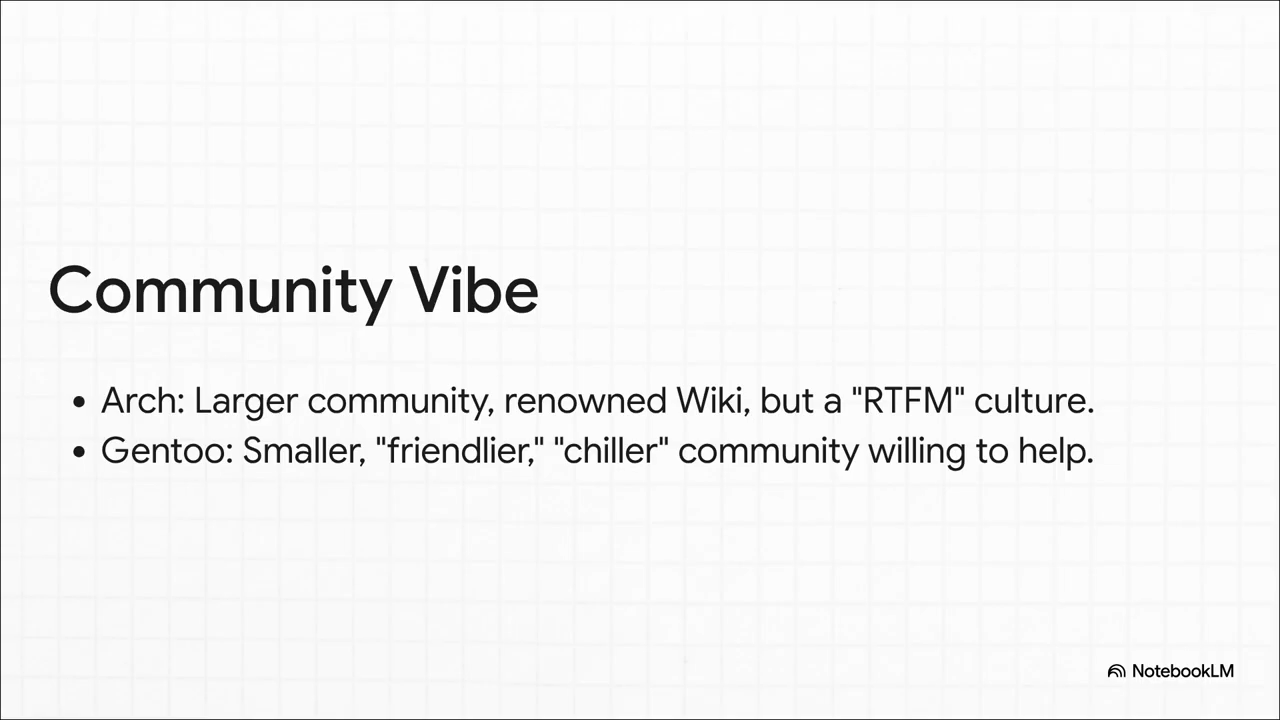 Community Vibe
• Arch: Larger community, renowned Wiki, but a "RTFM" culture.
• Gentoo: Smaller, "friendlier," "chiller" community willing to help.
NotebookLM